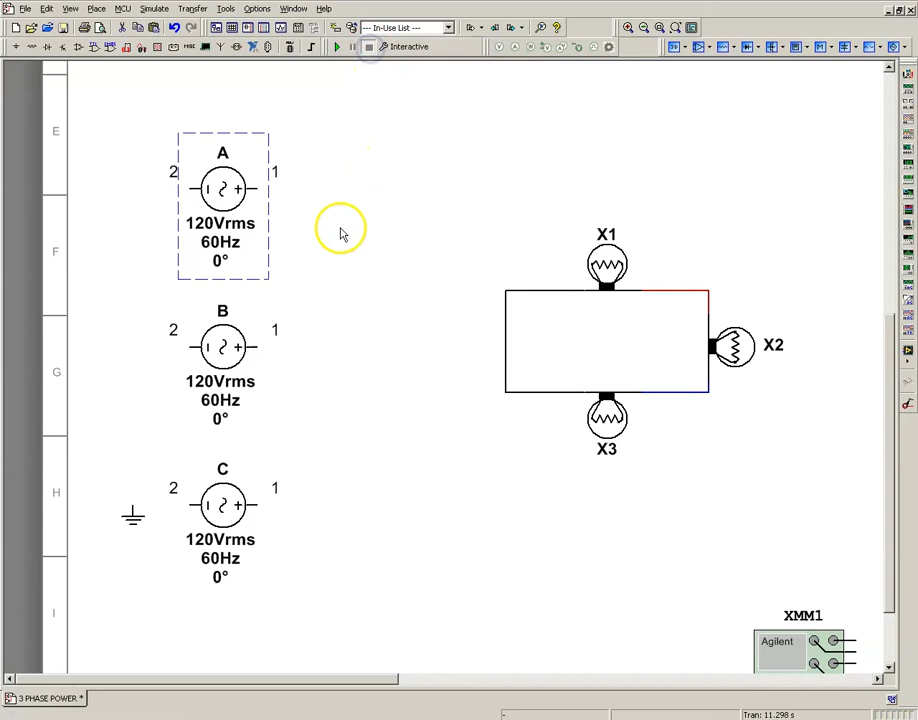 File Edit View Place MCU Simulate Transfer Tools Options Window Help
--- In-Use List ---
Interactive
E
A
2 1
120Vrms
60Hz
0°
F
X1
B
2 1
120Vrms
60Hz
0°
G
X2
X3
C
2 1
120Vrms
60Hz
0°
H
I
XMM1
Agilent
3 PHASE POWER *
- Tran: 11.298 s